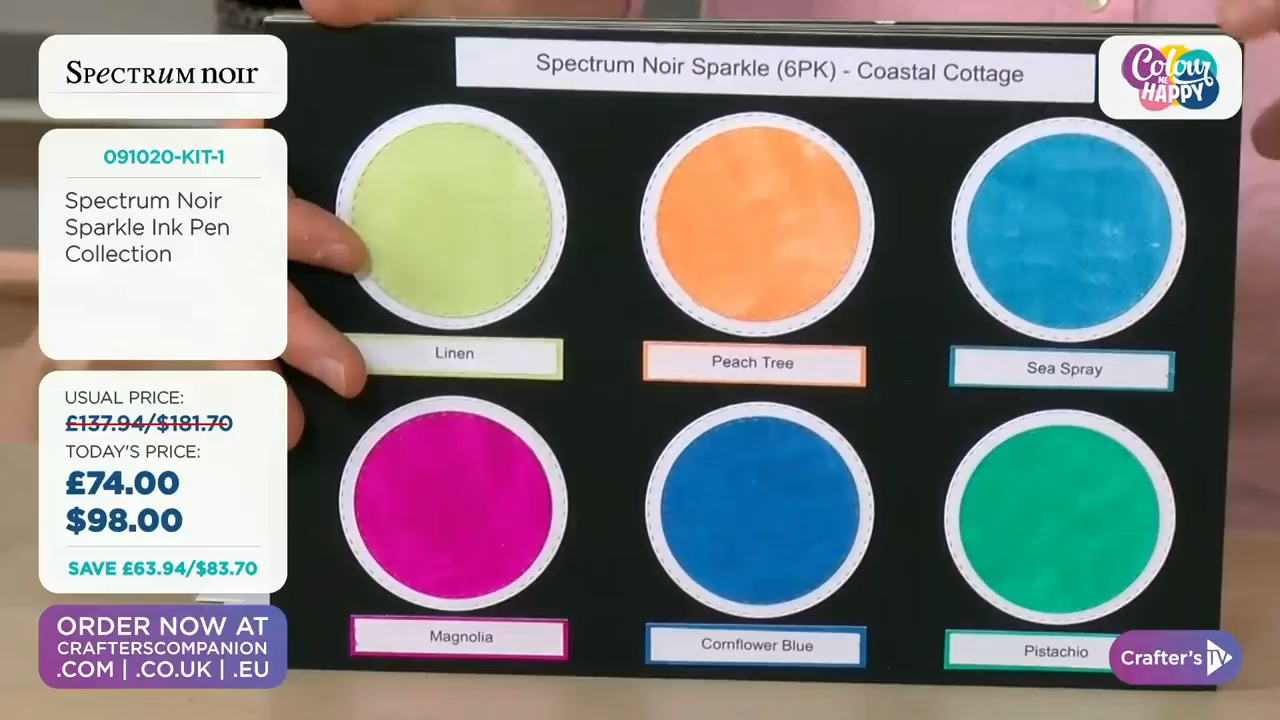 SPECTRUM NOIR
091020-KIT-1
Spectrum Noir
Sparkle Ink Pen
Collection
USUAL PRICE:
£137.94/$181.70
TODAY'S PRICE:
£74.00
$98.00
SAVE £63.94/$83.70
ORDER NOW AT
CRAFTERSCOMPANION
.COM | .CO.UK | .EU
Spectrum Noir Sparkle (6PK) - Coastal Cottage
Linen
Peach Tree
Sea Spray
Magnolia
Cornflower Blue
Pistachio
Colour
ME
HAPPY
Crafter's TV